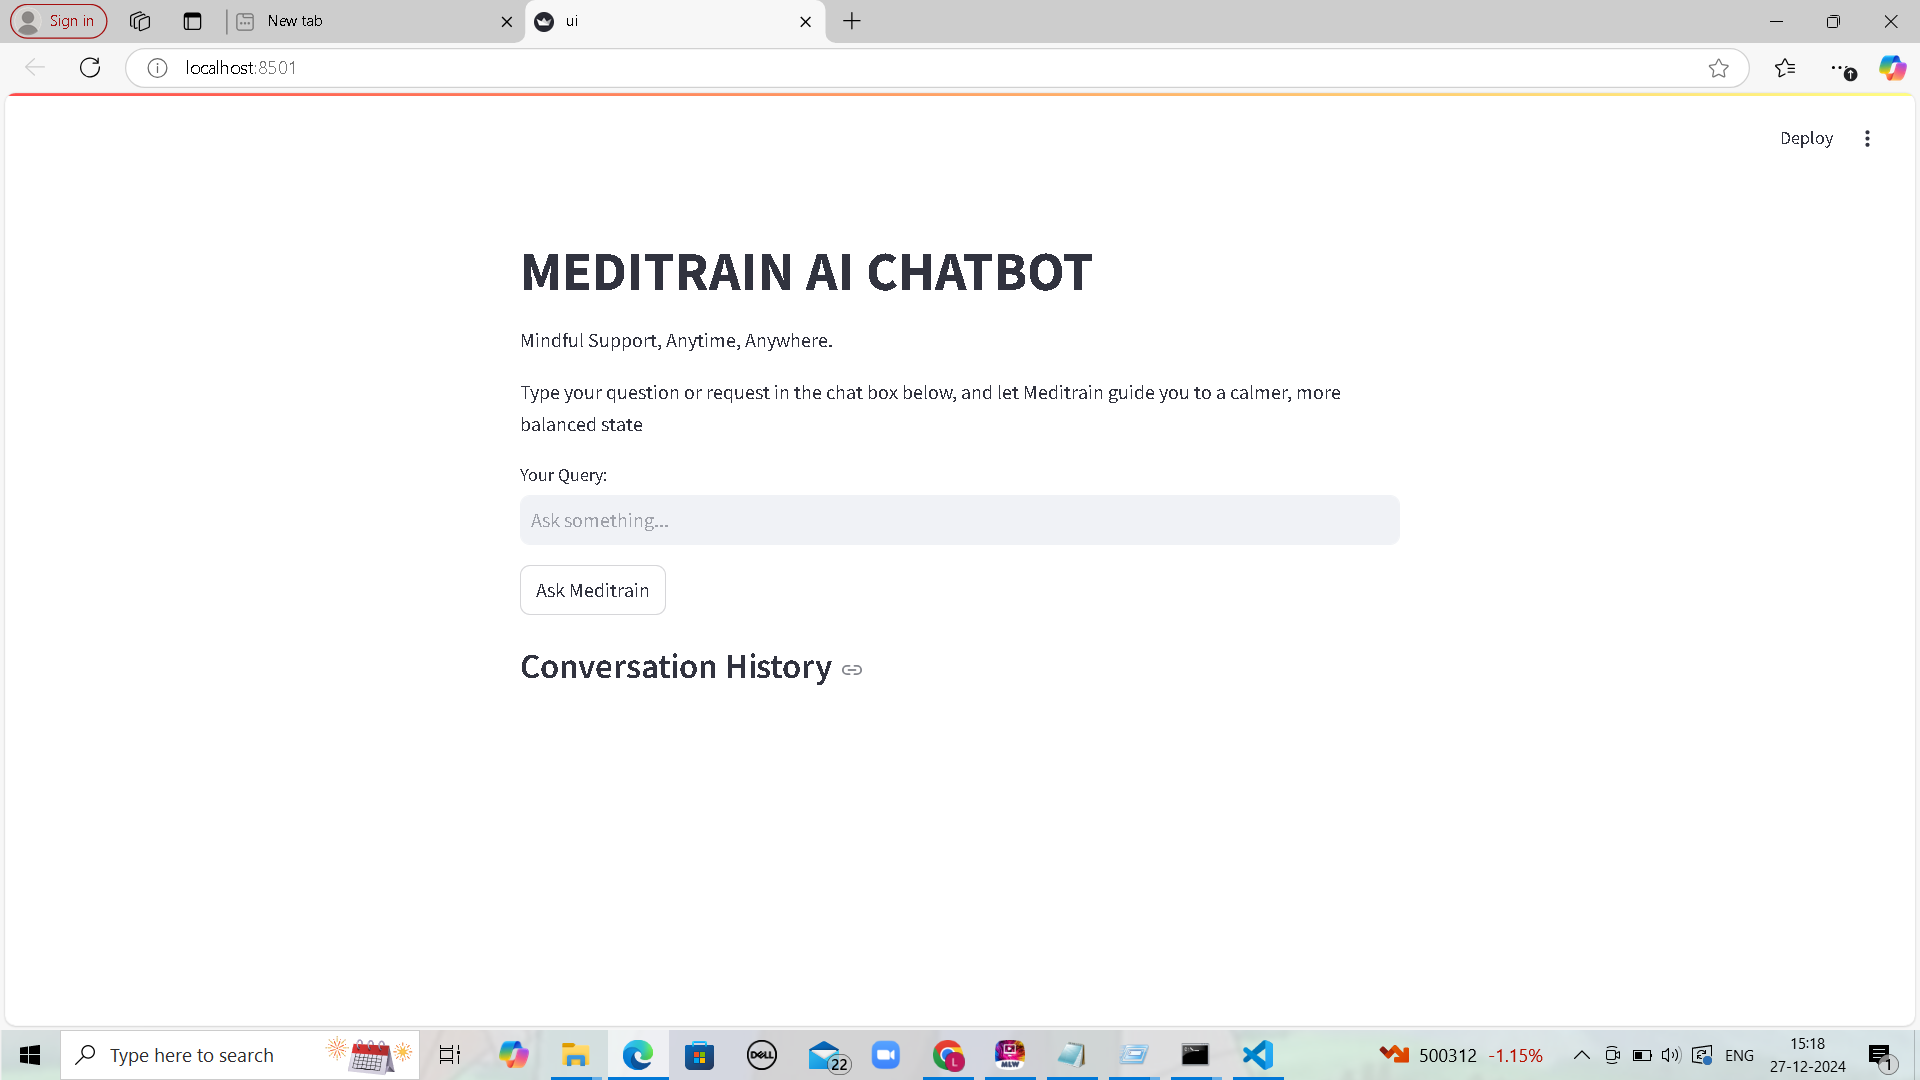 Sign in
New tab
ui
localhost:8501
Deploy
MEDITRAIN AI CHATBOT
Mindful Support, Anytime, Anywhere.
Type your question or request in the chat box below, and let Meditrain guide you to a calmer, more
balanced state
Your Query:
Ask something...
Ask Meditrain
Conversation History
Type here to search
DELL
22
L
MLW
500312 -1.15%
ENG
15:18
27-12-2024
1